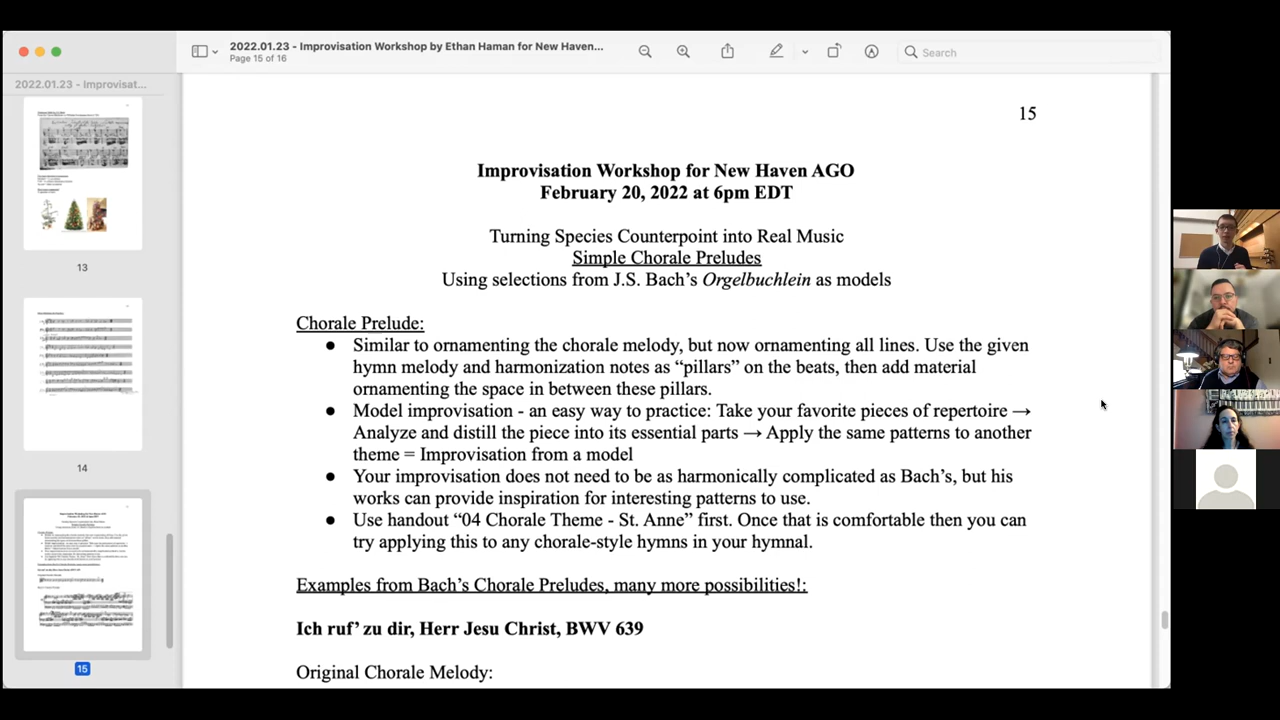 2022.01.23 - Improvisation Workshop by Ethan Haman for New Haven...
Page 15 of 16
Search
2022.01.23 - Improvisat...
13
14
15
15
Improvisation Workshop for New Haven AGO
February 20, 2022 at 6pm EDT
Turning Species Counterpoint into Real Music
Simple Chorale Preludes
Using selections from J.S. Bach's Orgelbuchlein as models
Chorale Prelude:
● Similar to ornamenting the chorale melody, but now ornamenting all lines. Use the given
hymn melody and harmonization notes as “pillars” on the beats, then add material
ornamenting the space in between these pillars.
● Model improvisation - an easy way to practice: Take your favorite pieces of repertoire →
Analyze and distill the piece into its essential parts → Apply the same patterns to another
theme = Improvisation from a model
● Your improvisation does not need to be as harmonically complicated as Bach's, but his
works can provide inspiration for interesting patterns to use.
● Use handout “04 Chorale Theme - St. Anne” first. Once that is comfortable then you can
try applying this to any chorale-style hymns in your hymnal.
Examples from Bach's Chorale Preludes, many more possibilities!:
Ich ruf' zu dir, Herr Jesu Christ, BWV 639
Original Chorale Melody: